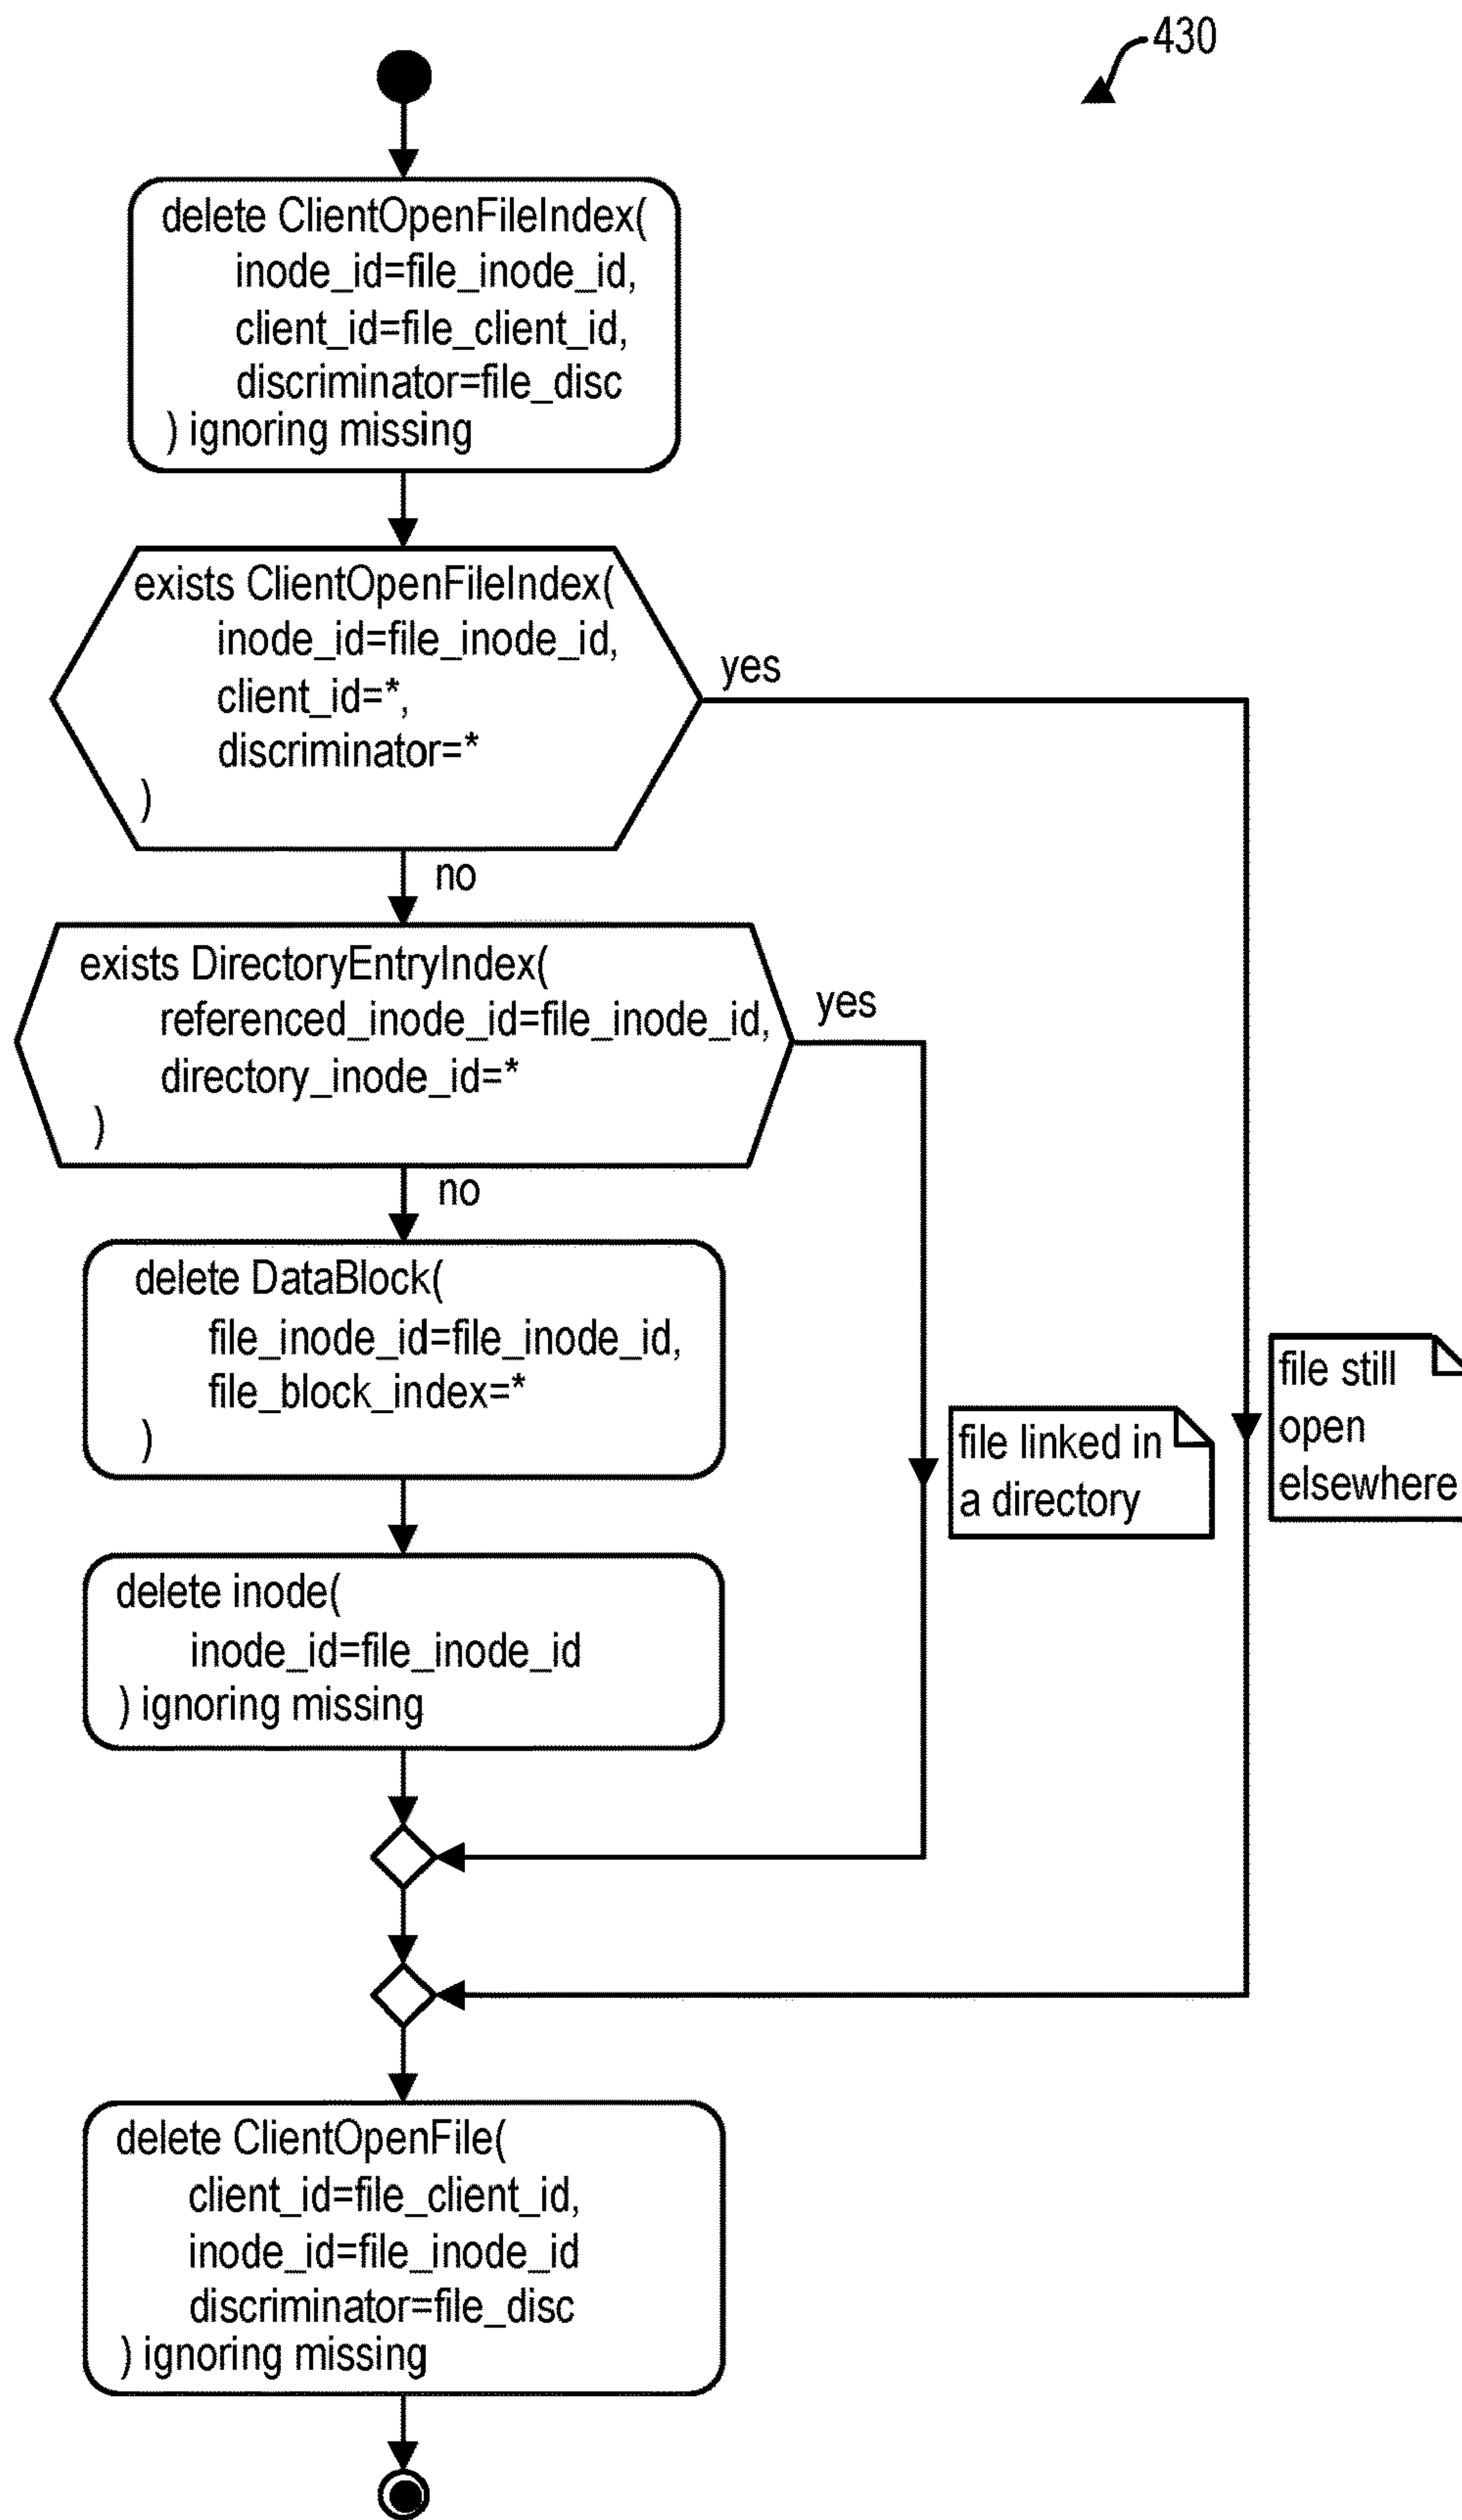 430
delete ClientOpenFileIndex(
inode_id=file_inode_id,
client_id=file_client_id,
discriminator=file_disc
) ignoring missing
exists ClientOpenFileIndex(
inode_id=file_inode_id,
client_id=*,
discriminator=*
)
yes
no
exists DirectoryEntryIndex(
referenced_inode_id=file_inode_id,
directory_inode_id=*
)
yes
no
delete DataBlock(
file_inode_id=file_inode_id,
file_block_index=*
)
file linked in
a directory
file still
open
elsewhere
delete inode(
inode_id=file_inode_id
) ignoring missing
delete ClientOpenFile(
client_id=file_client_id,
inode_id=file_inode_id
discriminator=file_disc
) ignoring missing